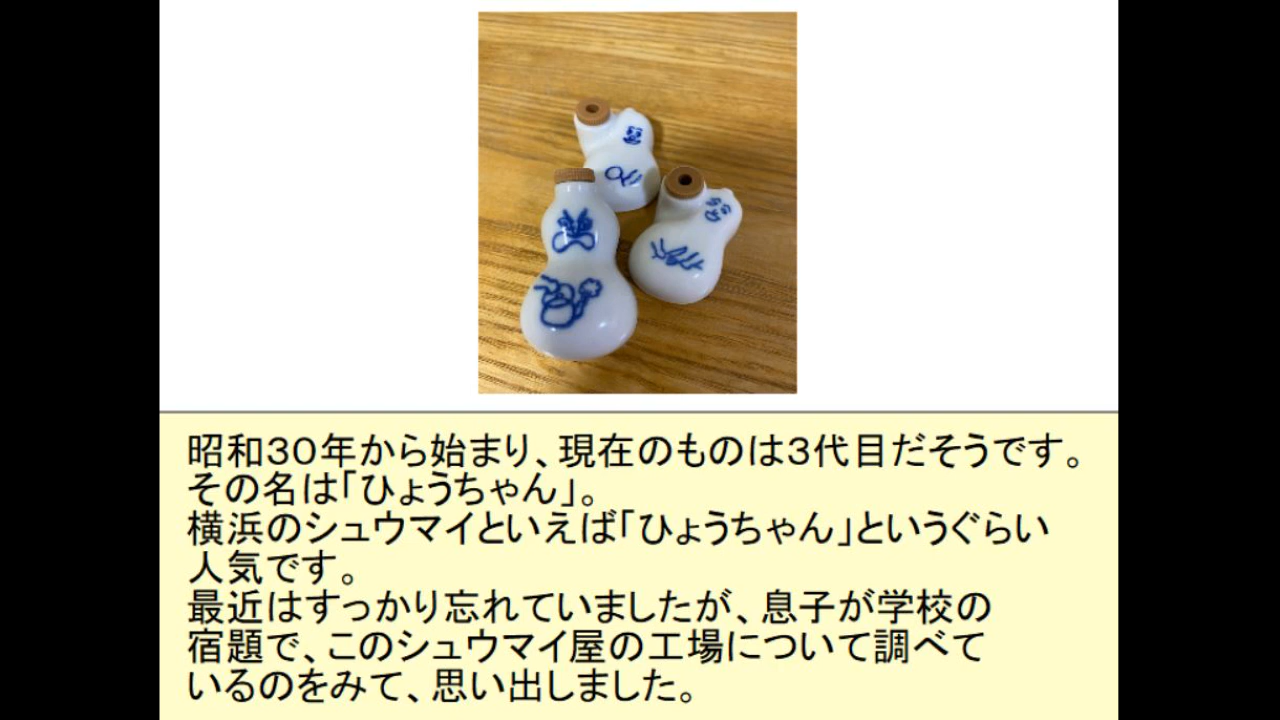 昭和３０年から始まり、現在のものは３代目だそうです。
その名は「ひょうちゃん」。
横浜のシュウマイといえば「ひょうちゃん」というぐらい
人気です。
最近はすっかり忘れていましたが、息子が学校の
宿題で、このシュウマイ屋の工場について調べて
いるのをみて、思い出しました。